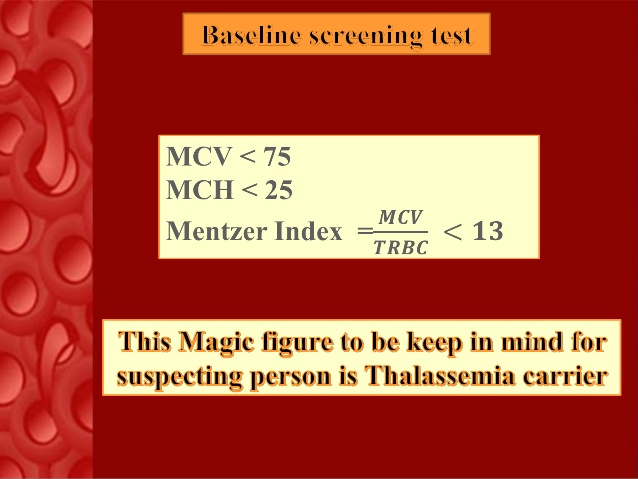 Baseline screening test
MCV < 75
MCH < 25
Mentzer Index = MCV/TRBC < 13
This Magic figure to be keep in mind for
suspecting person is Thalassemia carrier